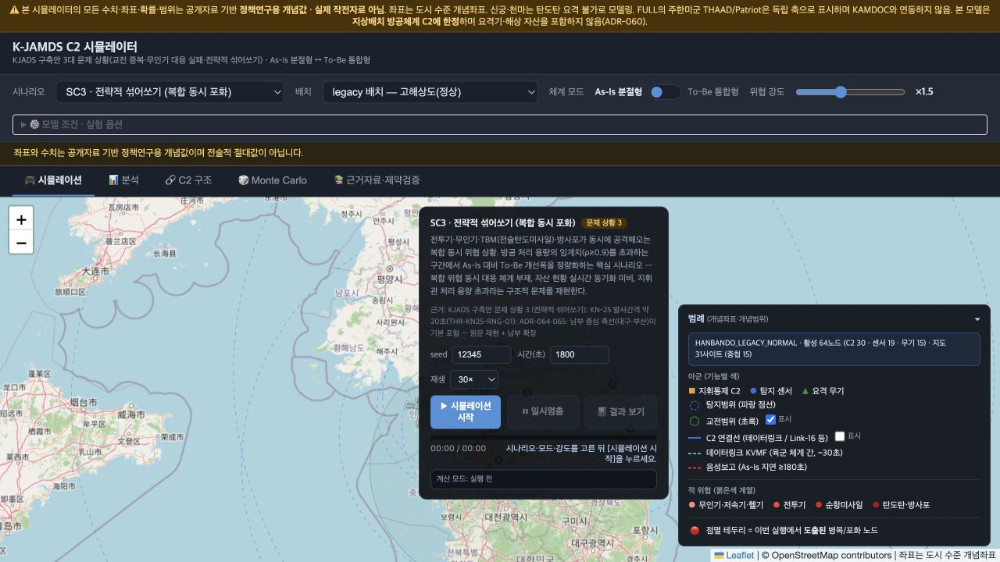 ⚠ 본 시뮬레이터의 모든 수치·좌표·확률·범위는 공개자료 기반 정책연구용 개념값 · 실제 작전자료 아님. 좌표는 도시 수준 개념좌표. 신궁·천마는 탄도탄 요격 불가로 모델링. FULL의 주한미군 THAAD/Patriot은 독립 축으로 표시하며 KAMDOC와 연동하지 않음. 본 모델은
지상배치 방공체계 C2에 한정하며 요격기·해상 자산을 포함하지 않음(ADR-060).
K-JAMDS C2 시뮬레이터
KJADS 구축안 3대 문제 상황(교전 중복·무인기 대응 실패·전략적 섞어쏘기) · As-Is 분절형 ↔ To-Be 통합형
시나리오 SC3 · 전략적 섞어쏘기 (복합 동시 포화) 배치 legacy 배치 — 고해상도(정상) 체계 모드 As-Is 분절형 To-Be 통합형 위협 강도 ×1.5
▶ ⚙ 모델 조건 · 실험 옵션
좌표와 수치는 공개자료 기반 정책연구용 개념값이며 전술적 절대값이 아닙니다.
🎮 시뮬레이션 📊 분석 🔗 C2 구조 🎲 Monte Carlo 📚 근거자료·제약검증
+
−
瓦房店市
庄河市
普兰店区
长海县
大连市
旅顺口区
정주시
안주시
평성시
평양시
남포시
송림시
사리원시
황해남도
蓬莱区
龙口市
烟台市
牟平区
威海市
荣成市
文登区
乳山市
栖霞市
招远市
莱西市
莱阳市
海阳市
即墨区
青岛市
SC3 · 전략적 섞어쏘기 (복합 동시 포화) 문제 상황 3
전투기·무인기·TBM(전술탄도미사일)·방사포가 동시에 공격해오는
복합 동시 위협 상황. 방공 처리 용량의 임계치(ρ≥0.9)를 초과하는
구간에서 As-Is 대비 To-Be 개선폭을 정량화하는 핵심 시나리오 —
복합 위협 동시 대응 체계 부재, 자산 현황 실시간 동기화 미비, 지휘
관 처리 용량 초과라는 구조적 문제를 재현한다.
근거: KJADS 구축안 문제 상황 3 (전략적 섞어쏘기); KN-25 발사간격 약
20초(THR-KN25-RNG-01); ADR-064·065: 남부 종심 축선(대구·부산)이
기본 포함 — 원문 재현 + 남부 확장
seed 12345 시간(초) 1800
재생 30×
▶ 시뮬레이션
시작
⏸ 일시멈춤
📊 결과 보기
00:00 / 00:00
시나리오·모드·강도를 고른 뒤 [시뮬레이션 시
작]을 누르세요.
계산 모드: 실행 전
보령시
대전광역시
구미시
대구광역시
포항시
전북특별
대한민국
경주시
경상북도
범례 (개념좌표·개념범위)
HANBANDO_LEGACY_NORMAL · 활성 64노드 (C2 30 · 센서 19 · 무기 15) · 지도
31사이트 (중첩 15)
아군 (기능별 색)
지휘통제 C2 탐지 센서 요격 무기
탐지범위 (파랑 점선)
교전범위 (초록) 표시
C2 연결선 (데이터링크 / Link-16 등) 표시
데이터링크 KVMF (육군 체계 간, ~30초)
음성보고 (As-Is 지연 ≥180초)
적 위협 (붉은색 계열)
무인기·저속기·헬기 전투기 순항미사일 탄도탄·방사포
점멸 테두리 = 이번 실행에서 도출된 병목/포화 노드
Leaflet | © OpenStreetMap contributors | 좌표는 도시 수준 개념좌표